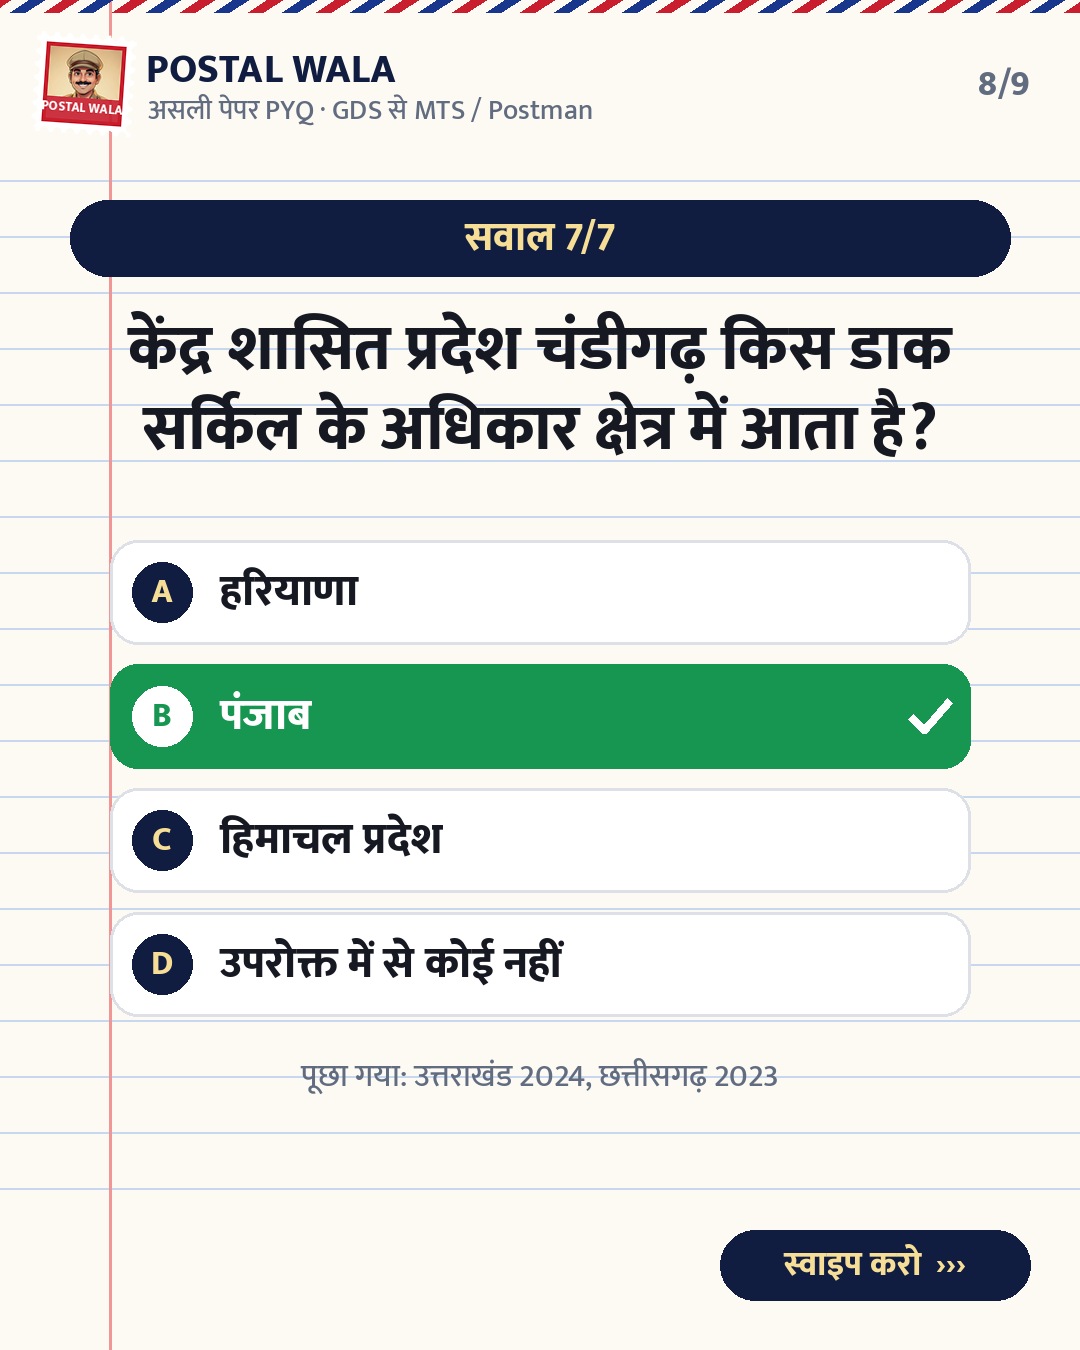 POSTAL WALA
POSTAL WALA
असली पेपर PYQ · GDS से MTS / Postman
8/9
सवाल 7/7
केंद्र शासित प्रदेश चंडीगढ़ किस डाक
सर्किल के अधिकार क्षेत्र में आता है?
A हरियाणा
B पंजाब
C हिमाचल प्रदेश
D उपरोक्त में से कोई नहीं
पूछा गया: उत्तराखंड 2024, छत्तीसगढ़ 2023
स्वाइप करो ›››